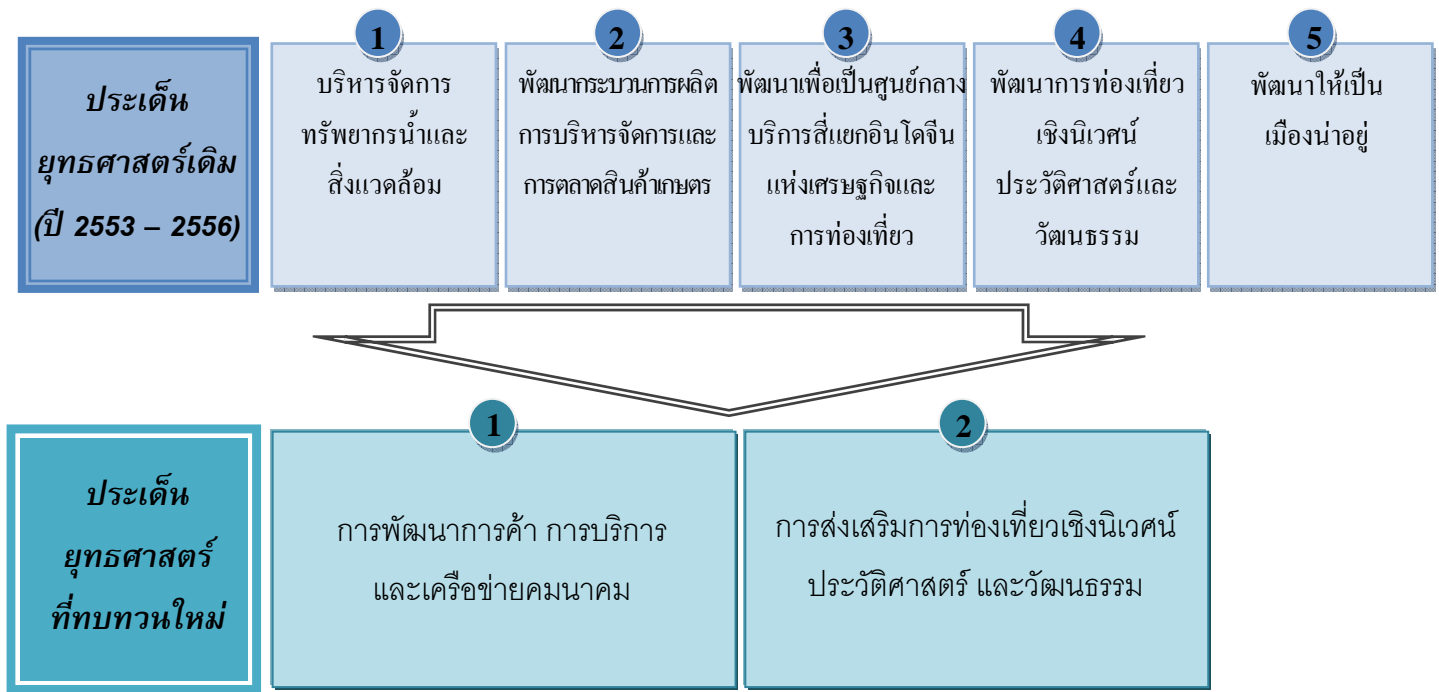 ประเด็น
ยุทธศาสตร์เดิม
(ปี 2553 – 2556)
1
บริหารจัดการ
ทรัพยากรน้ำและ
สิ่งแวดล้อม
2
พัฒนากระบวนการผลิต
การบริหารจัดการและ
การตลาดสินค้าเกษตร
3
พัฒนาเพื่อเป็นศูนย์กลาง
บริการสี่แยกอินโดจีน
แห่งเศรษฐกิจและ
การท่องเที่ยว
4
พัฒนาการท่องเที่ยว
เชิงนิเวศน์
ประวัติศาสตร์และ
วัฒนธรรม
5
พัฒนาให้เป็น
เมืองน่าอยู่
ประเด็น
ยุทธศาสตร์
ที่ทบทวนใหม่
1
การพัฒนาการค้า การบริการ
และเครือข่ายคมนาคม
2
การส่งเสริมการท่องเที่ยวเชิงนิเวศน์
ประวัติศาสตร์ และวัฒนธรรม